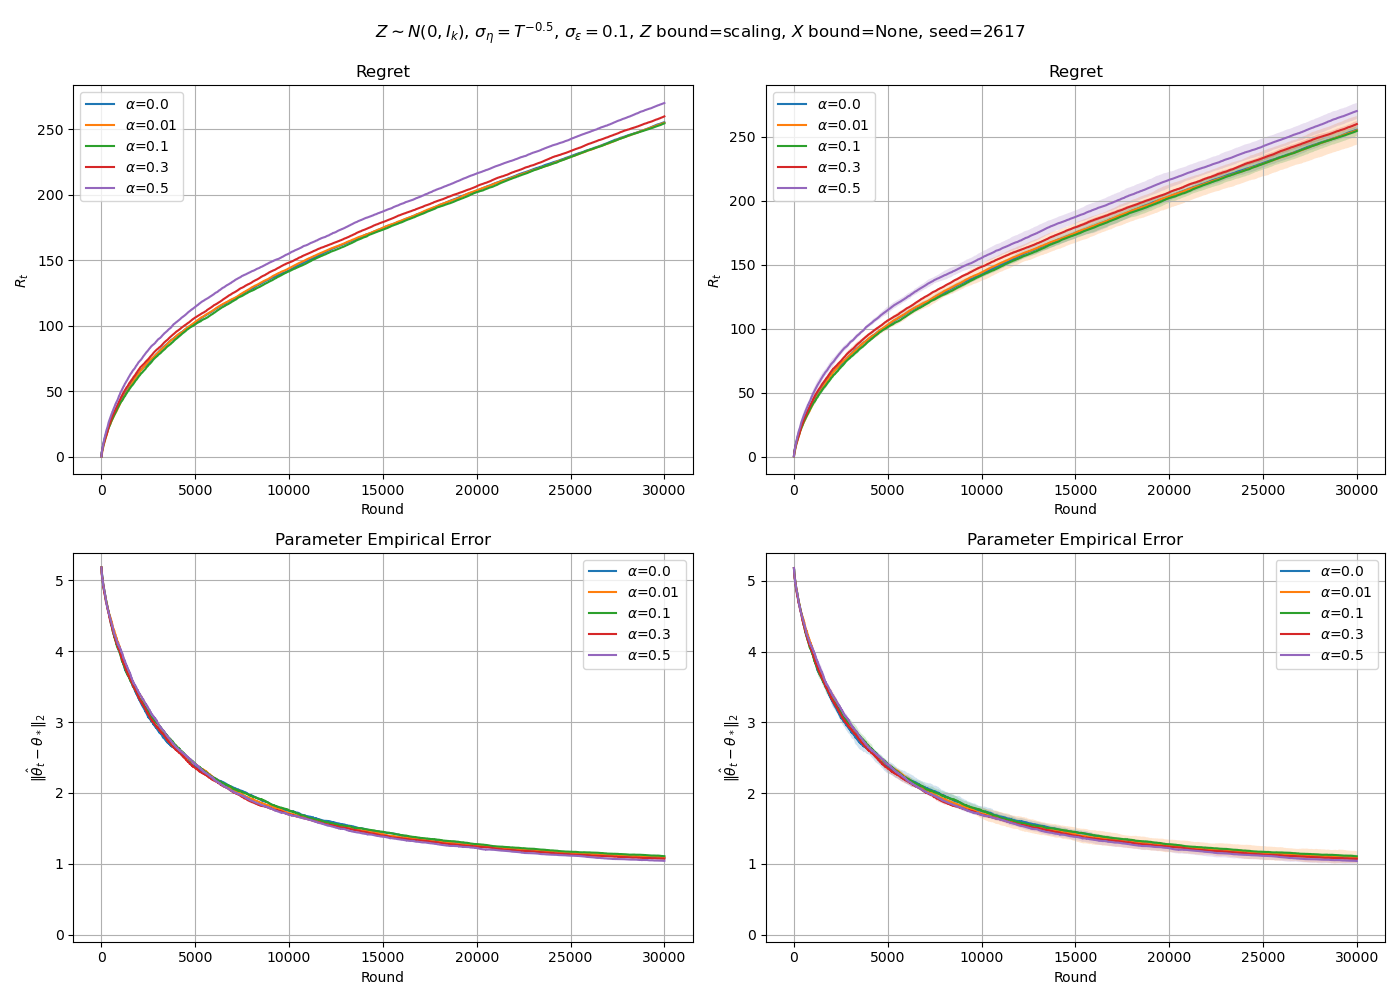 Z ∼ N(0, I_k), σ_η = T^{−0.5}, σ_ε = 0.1, Z bound=scaling, X bound=None, seed=2617
Regret
R_t
250
200
150
100
50
0
α=0.0
α=0.01
α=0.1
α=0.3
α=0.5
0 5000 10000 15000 20000 25000 30000
Round
Regret
R_t
250
200
150
100
50
0
α=0.0
α=0.01
α=0.1
α=0.3
α=0.5
0 5000 10000 15000 20000 25000 30000
Round
Parameter Empirical Error
‖θ̂_t − θ_*‖_2
5
4
3
2
1
0
α=0.0
α=0.01
α=0.1
α=0.3
α=0.5
0 5000 10000 15000 20000 25000 30000
Round
Parameter Empirical Error
‖θ̂_t − θ_*‖_2
5
4
3
2
1
0
α=0.0
α=0.01
α=0.1
α=0.3
α=0.5
0 5000 10000 15000 20000 25000 30000
Round